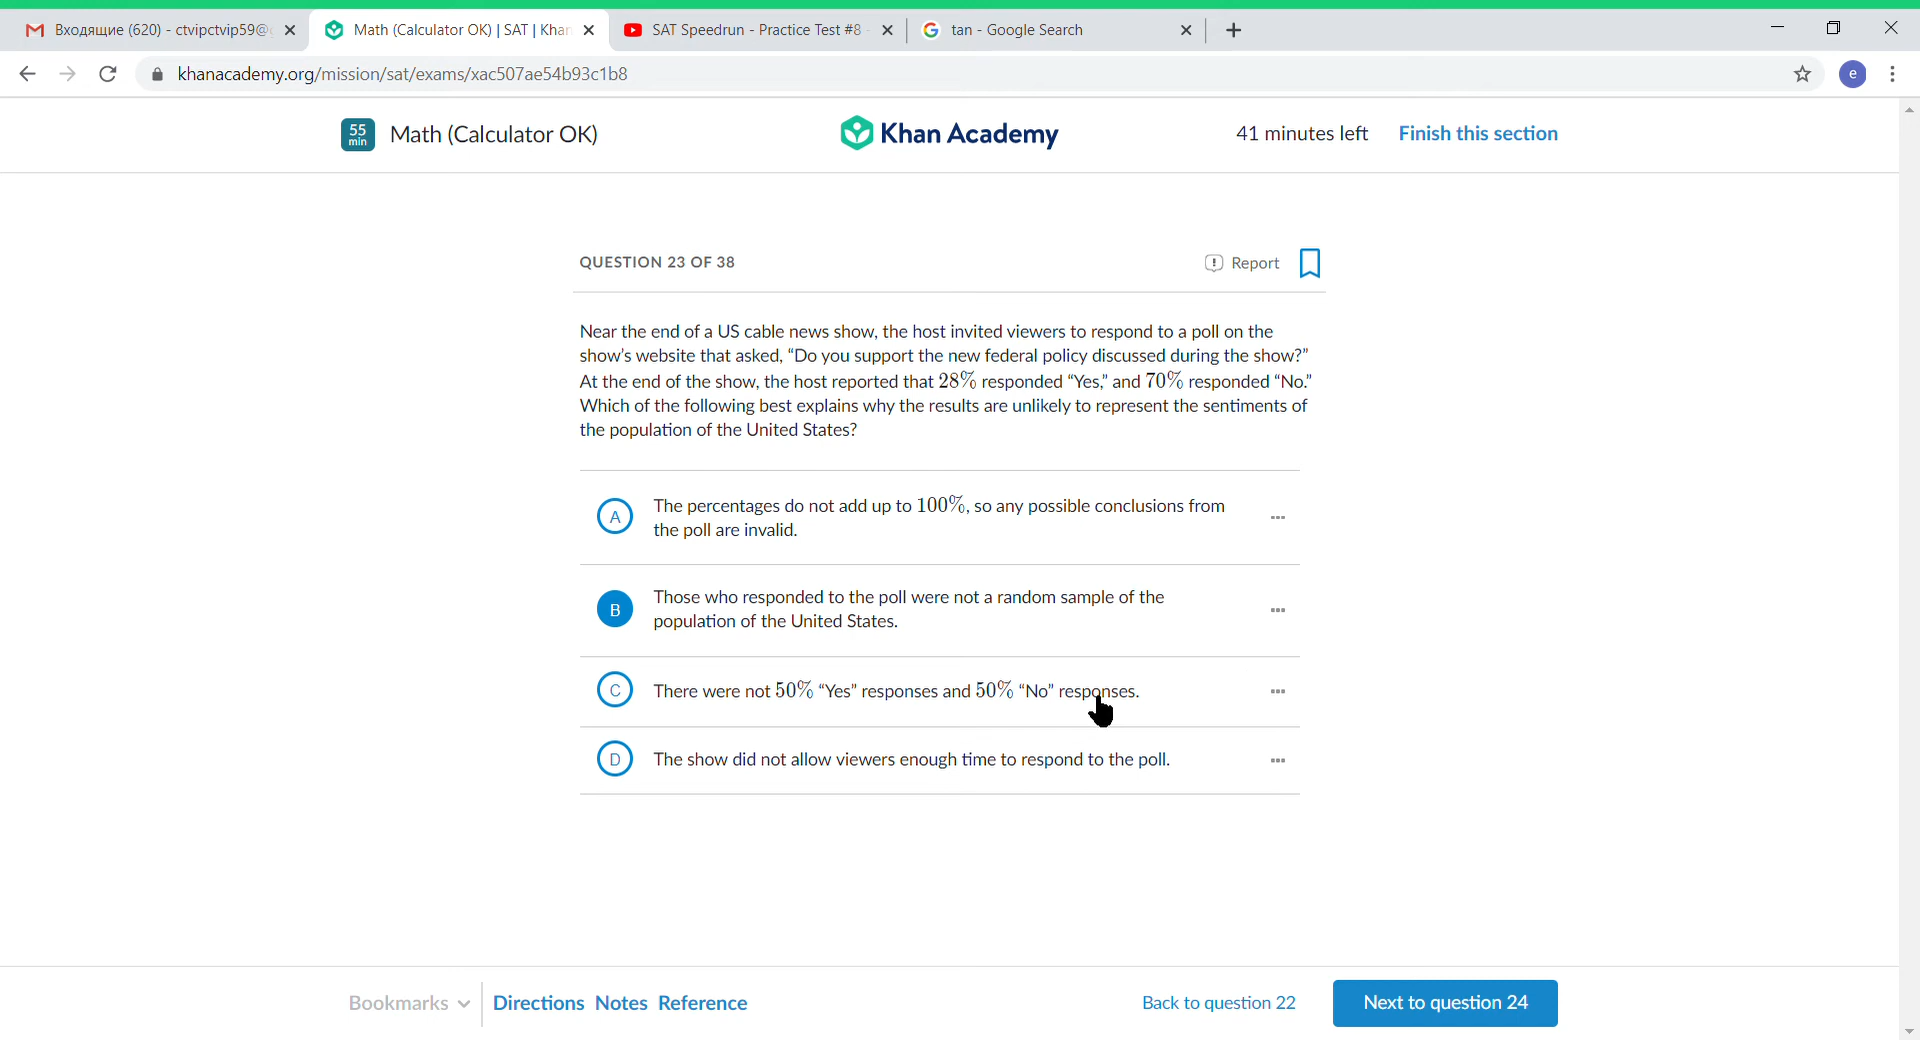 Входящие (620) - ctvipctvip59@
Math (Calculator OK) | SAT | Khan
SAT Speedrun - Practice Test #8
tan - Google Search
khanacademy.org/mission/sat/exams/xac507ae54b93c1b8
e
55
min
Math (Calculator OK)
Khan Academy
41 minutes left
Finish this section
QUESTION 23 OF 38
Report
Near the end of a US cable news show, the host invited viewers to respond to a poll on the
show's website that asked, “Do you support the new federal policy discussed during the show?”
At the end of the show, the host reported that 28% responded “Yes,” and 70% responded “No.”
Which of the following best explains why the results are unlikely to represent the sentiments of
the population of the United States?
A
The percentages do not add up to 100%, so any possible conclusions from
the poll are invalid.
B
Those who responded to the poll were not a random sample of the
population of the United States.
C
There were not 50% “Yes” responses and 50% “No” responses.
D
The show did not allow viewers enough time to respond to the poll.
Bookmarks
Directions
Notes
Reference
Back to question 22
Next to question 24